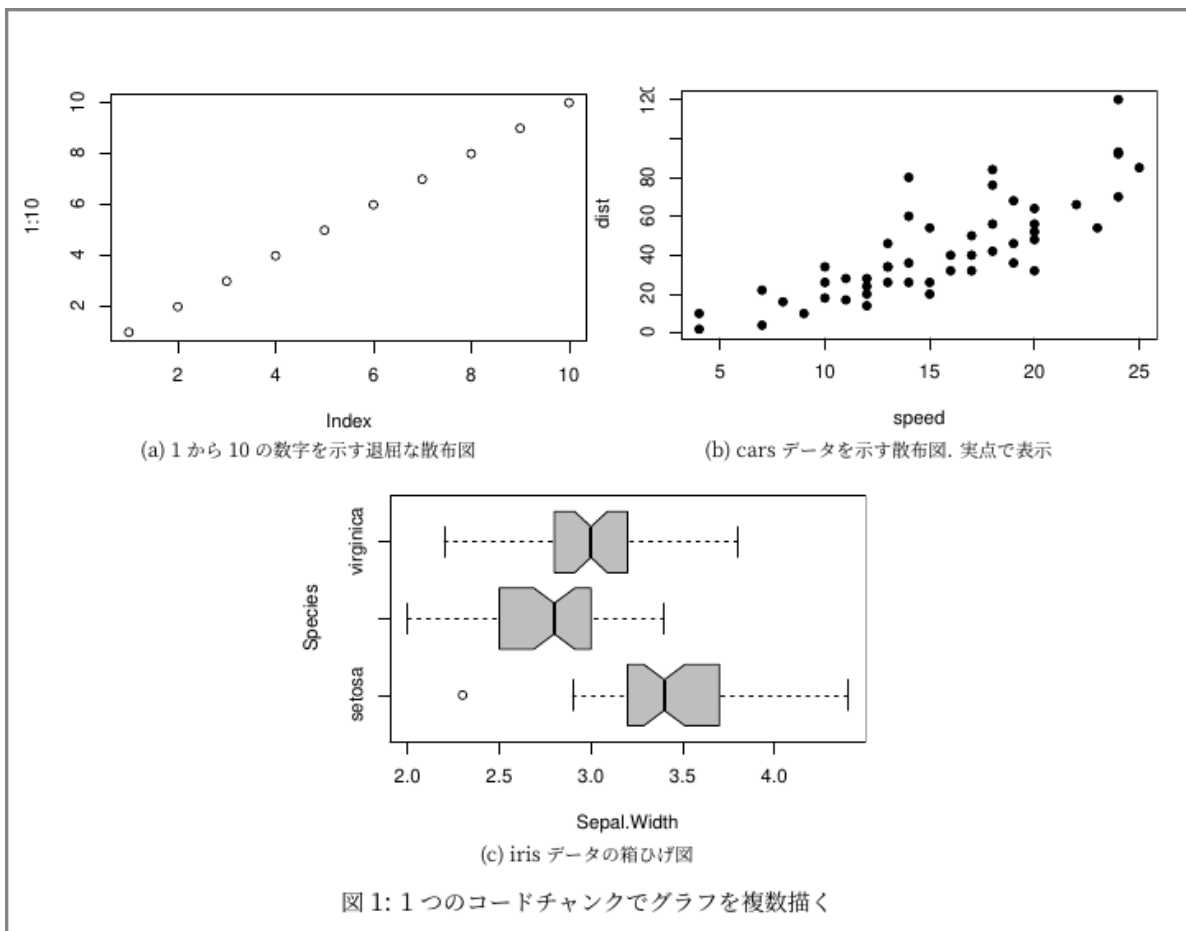 10
8
6
4
2
1:10
2 4 6 8 10
Index
(a) 1 から 10 の数字を示す退屈な散布図
80
60
40
20
0
dist
5 10 15 20 25
speed
(b) cars データを示す散布図. 実点で表示
virginica
setosa
Species
2.0 2.5 3.0 3.5 4.0
Sepal.Width
(c) iris データの箱ひげ図
図 1: 1 つのコードチャンクでグラフを複数描く